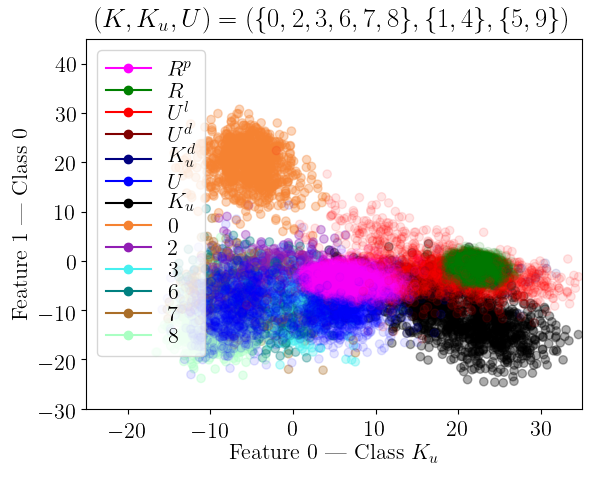 (K, K_u, U) = ({0, 2, 3, 6, 7, 8}, {1, 4}, {5, 9})
Feature 1 — Class 0
40
30
20
10
0
−10
−20
−30
R^p
R
U^l
U^d
K_u^d
U
K_u
0
2
3
6
7
8
−20 −10 0 10 20 30
Feature 0 — Class K_u